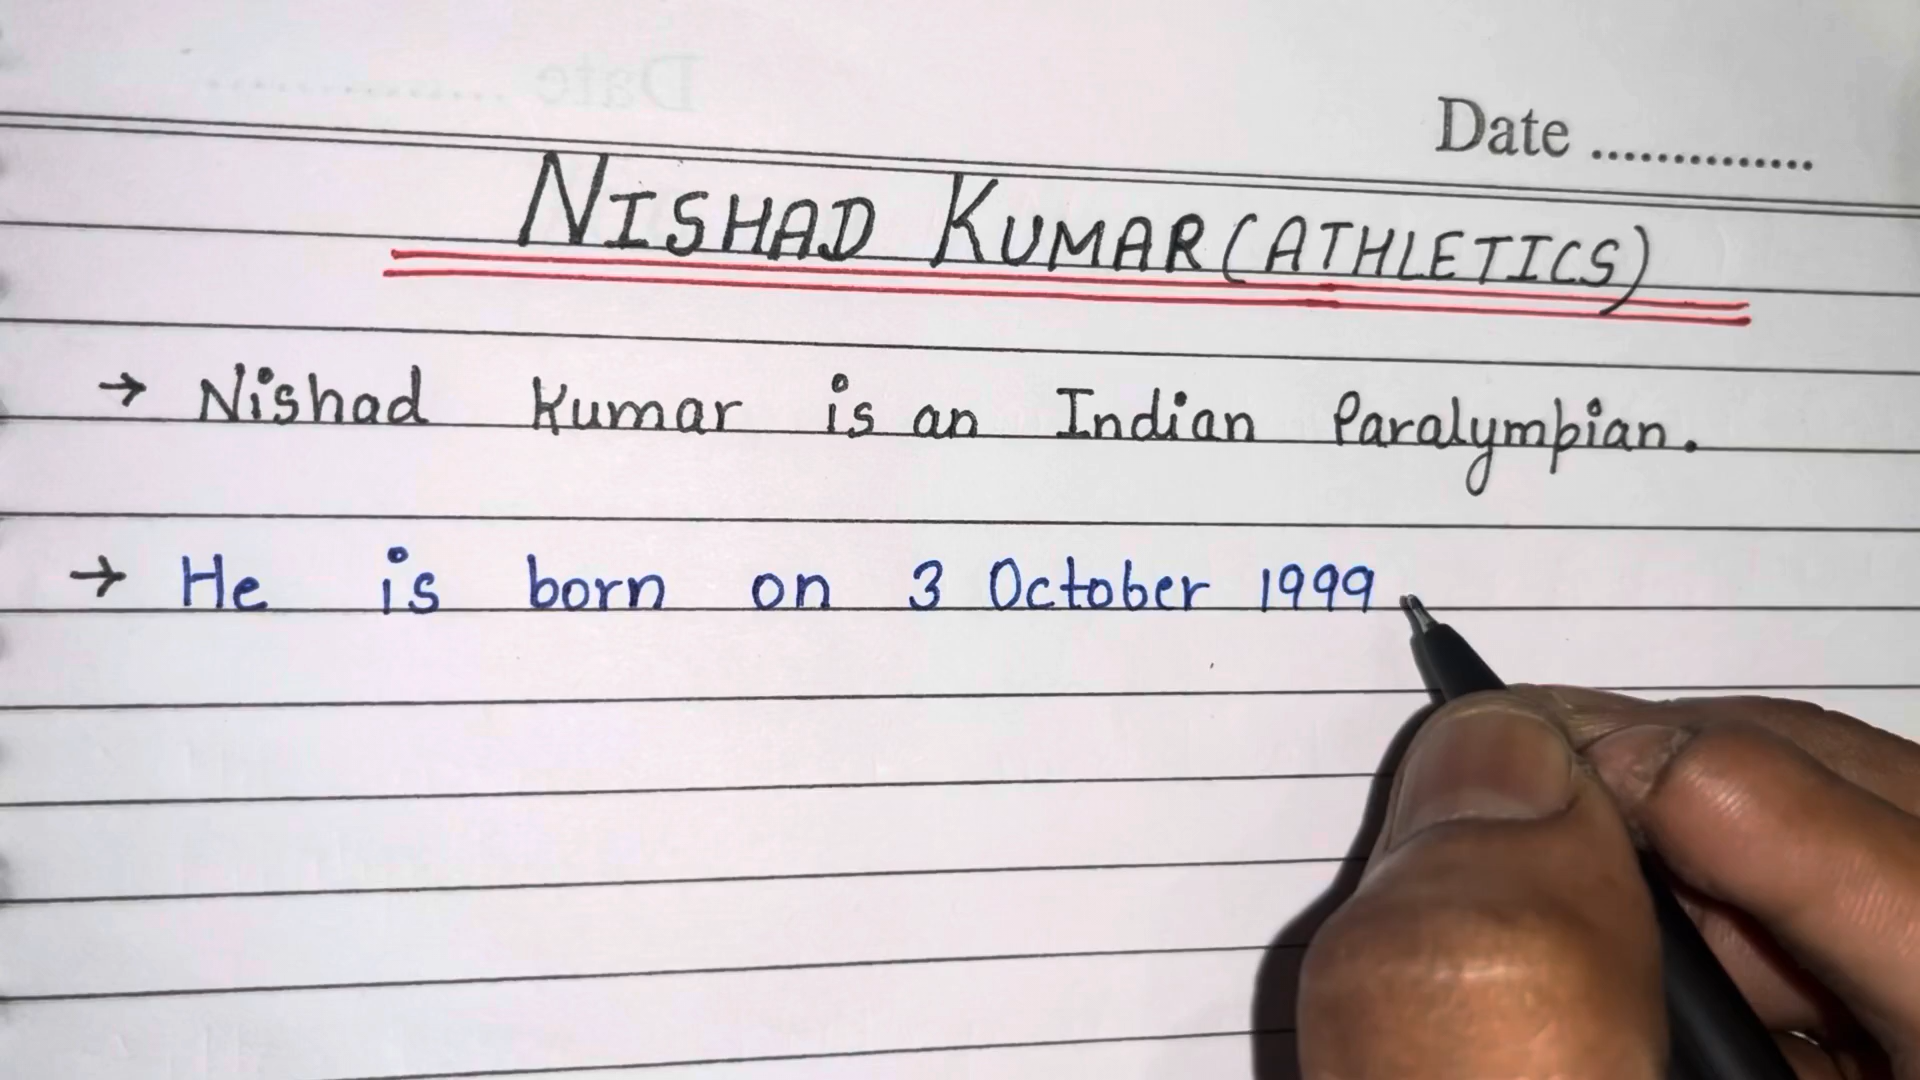 Date ..............
NISHAD KUMAR (ATHLETICS)
→ Nishad Kumar is an Indian Paralympian.
→ He is born on 3 October 1999